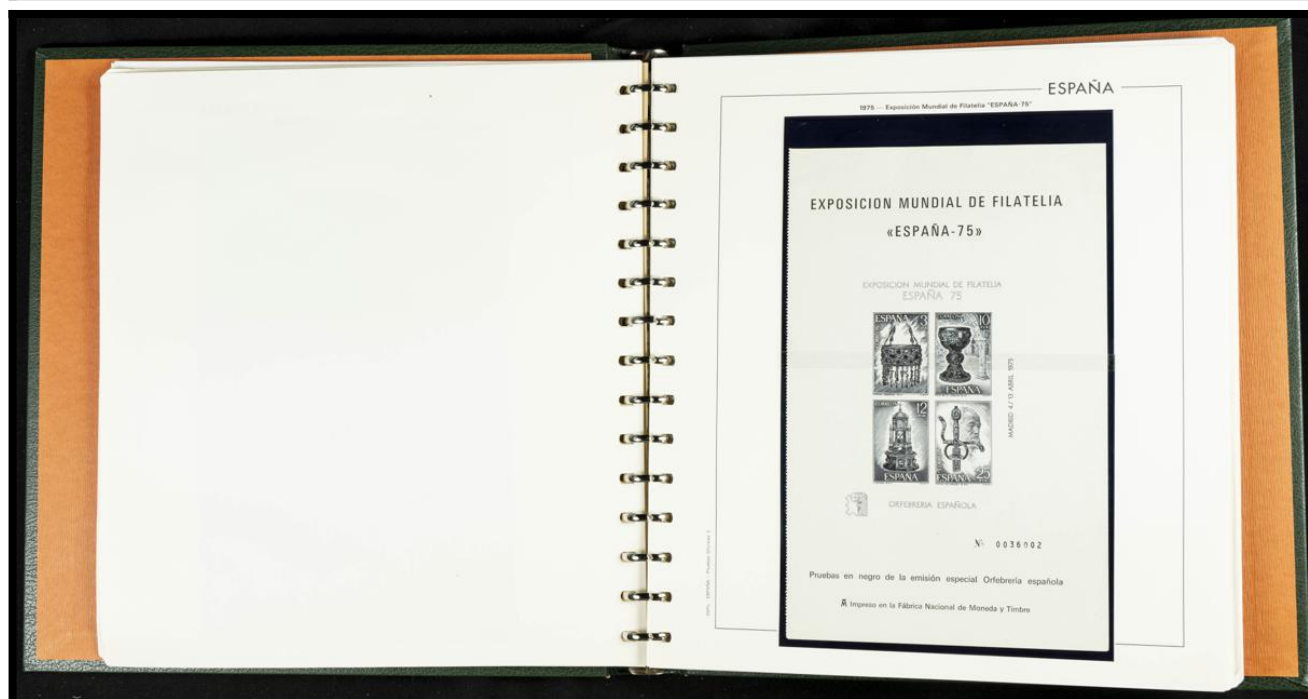 ESPAÑA
1975 — Exposición Mundial de Filatelia "ESPAÑA-75"
EXPOSICION MUNDIAL DE FILATELIA
«ESPAÑA-75»
EXPOSICION MUNDIAL DE FILATELIA
ESPAÑA 75
ESPAÑA 3
10
ESPAÑA
12
ESPAÑA
25
ESPAÑA
MADRID 4 / 13 ABRIL 1975
ORFEBRERIA ESPAÑOLA
Nº 0036002
Pruebas en negro de la emisión especial Orfebrería española
Impreso en la Fábrica Nacional de Moneda y Timbre